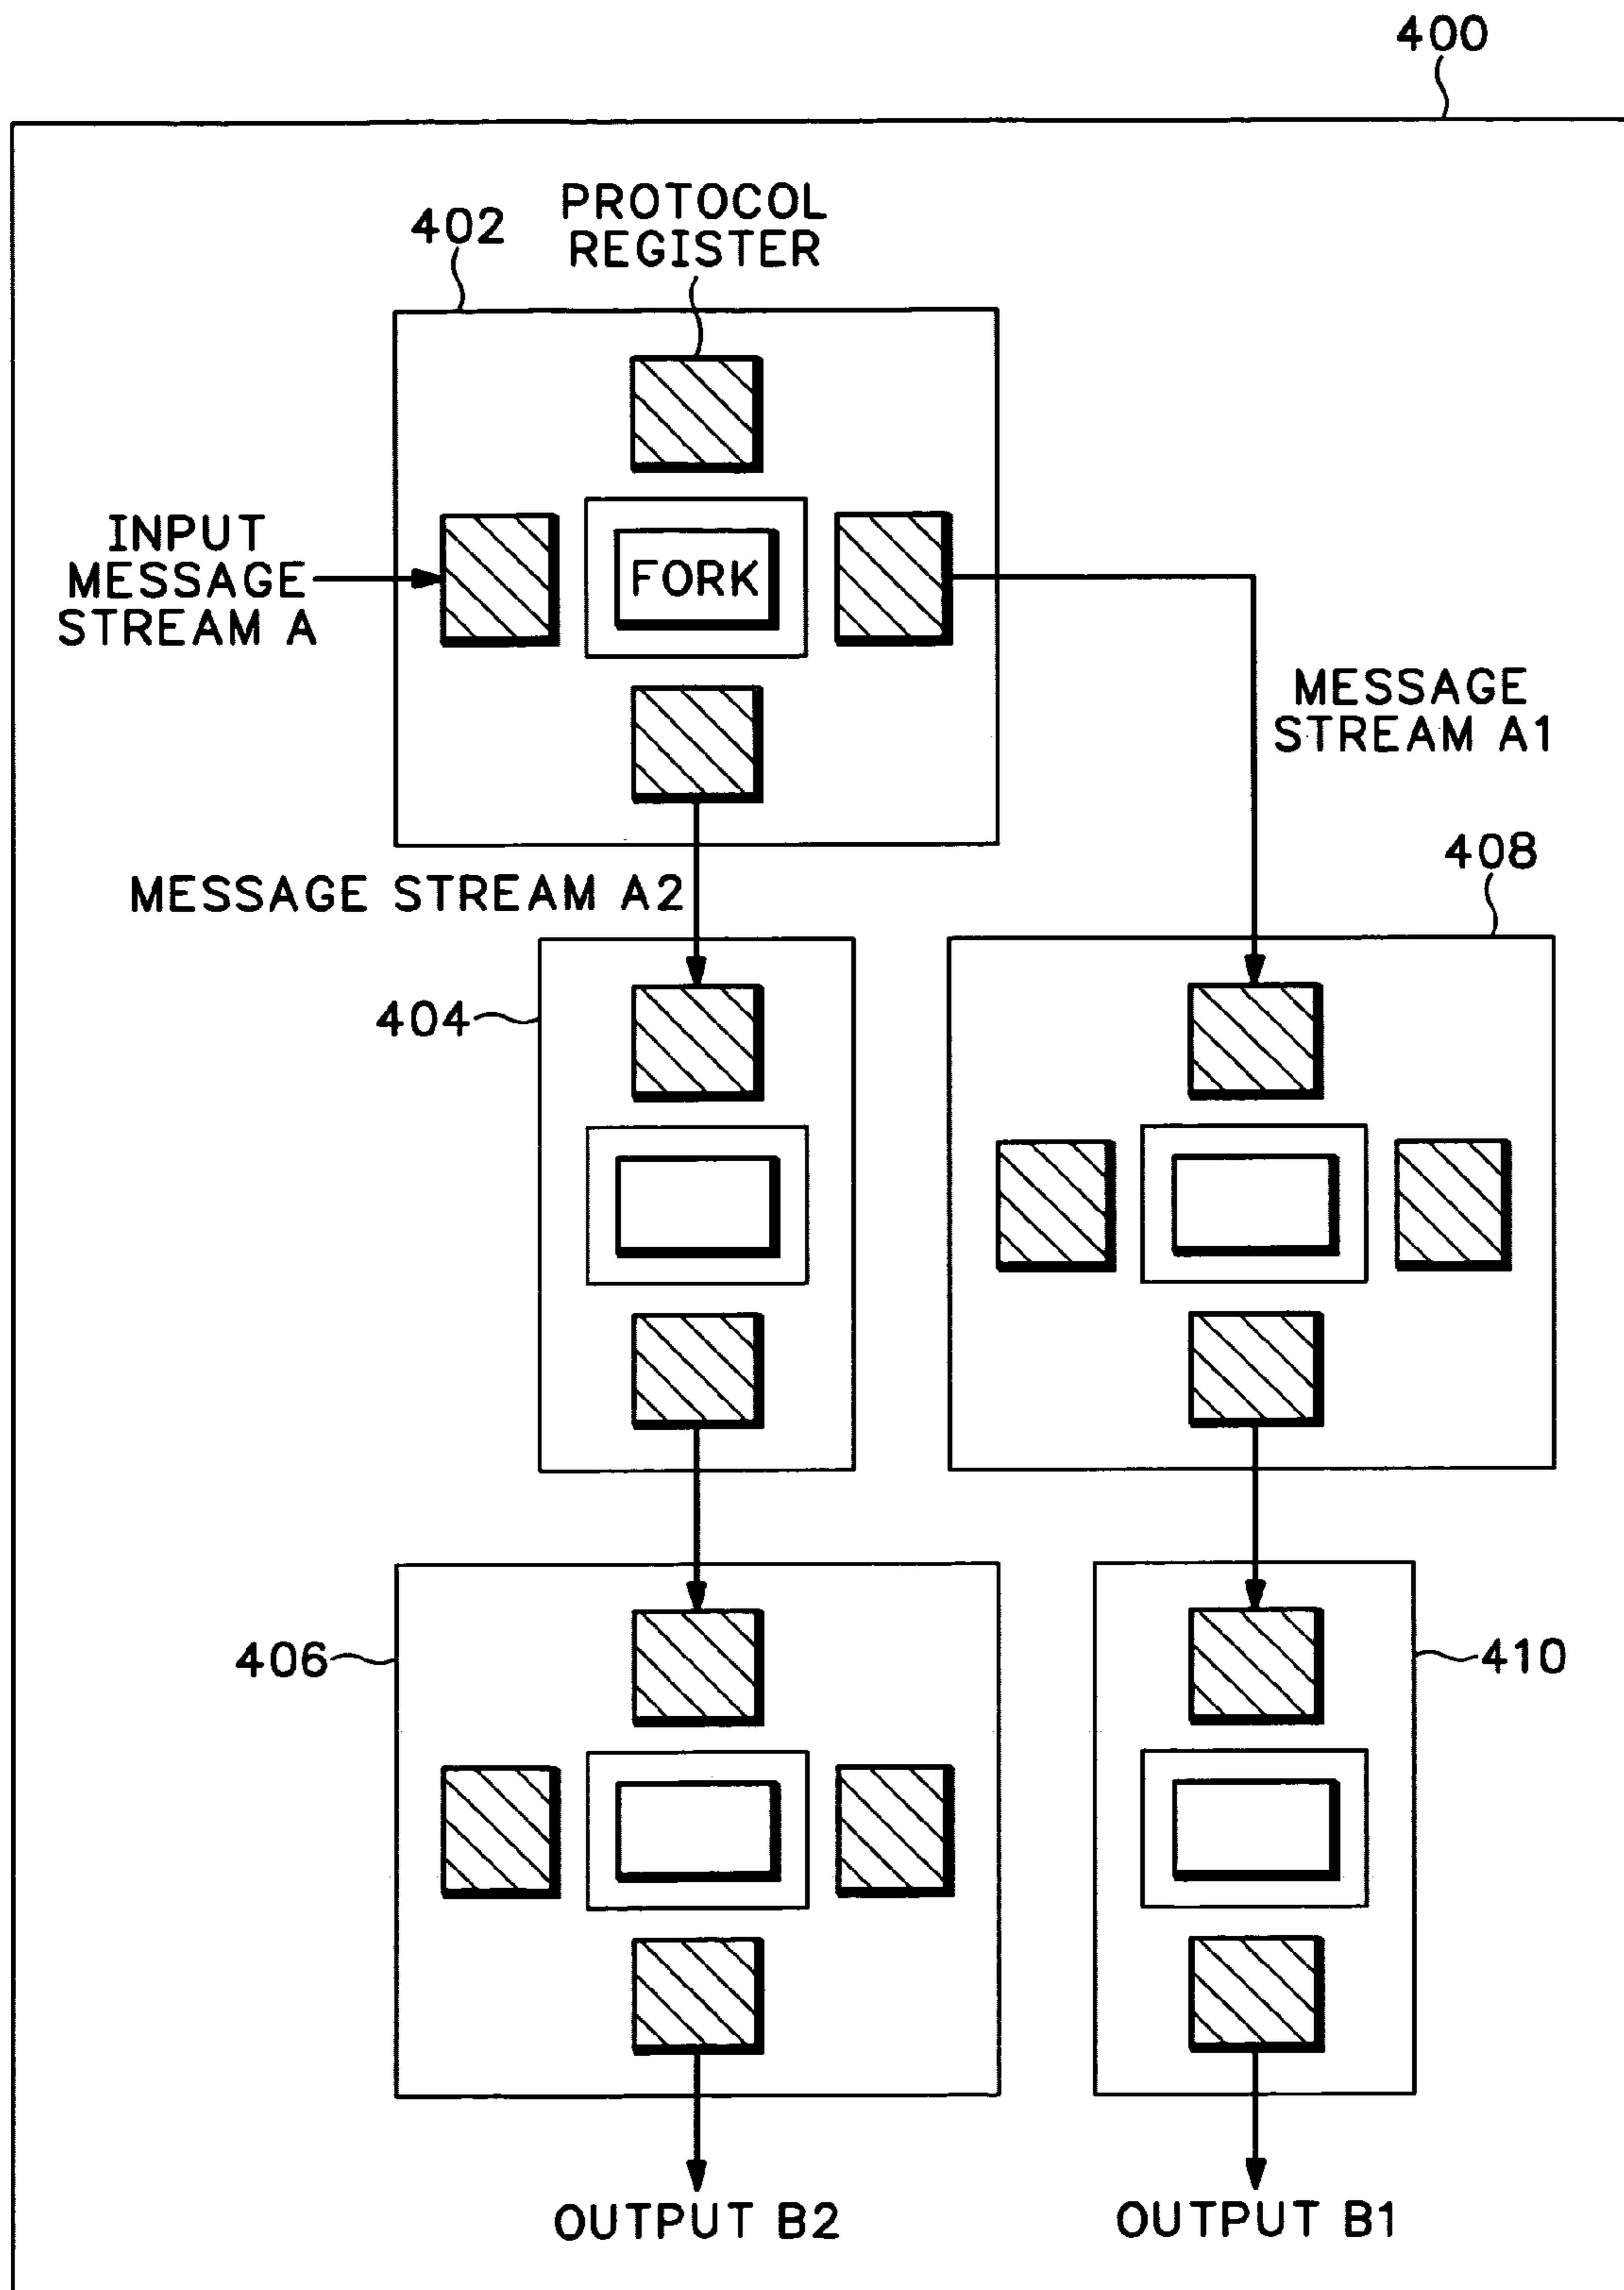 400
PROTOCOL
REGISTER
402
INPUT
MESSAGE
STREAM A
FORK
MESSAGE
STREAM A1
408
MESSAGE STREAM A2
404
406
410
OUTPUT B2
OUTPUT B1